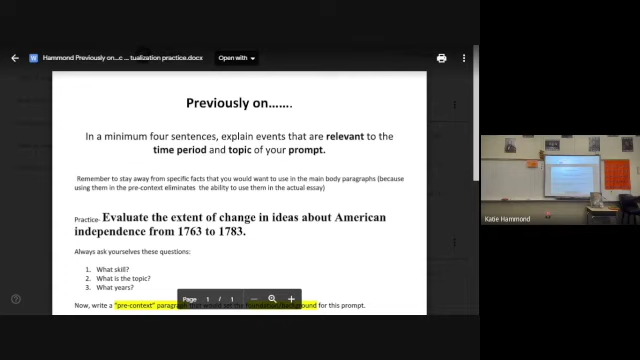 Hammond Previously on...c ... tualization practice.docx
Open with
Previously on…….
In a minimum four sentences, explain events that are relevant to the
time period and topic of your prompt.
Remember to stay away from specific facts that you would want to use in the main body paragraphs (because
using them in the pre-context eliminates the ability to use them in the actual essay)
Practice- Evaluate the extent of change in ideas about American
independence from 1763 to 1783.
Always ask yourselves these questions:
1. What skill?
2. What is the topic?
3. What years?
Now, write a "pre-context" paragraph that would set the foundation/background for this prompt.
Page 1 / 1
Katie Hammond